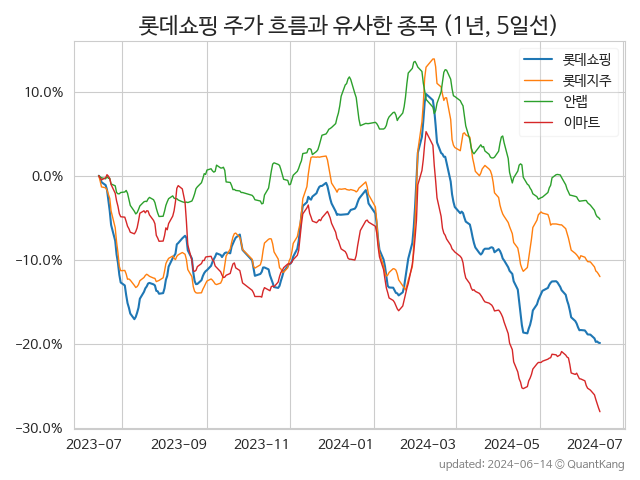 롯데쇼핑 주가 흐름과 유사한 종목 (1년, 5일선)
롯데쇼핑
롯데지주
안랩
이마트
10.0%
0.0%
−10.0%
−20.0%
−30.0%
2023-07 2023-09 2023-11 2024-01 2024-03 2024-05 2024-07
updated: 2024-06-14 © QuantKang